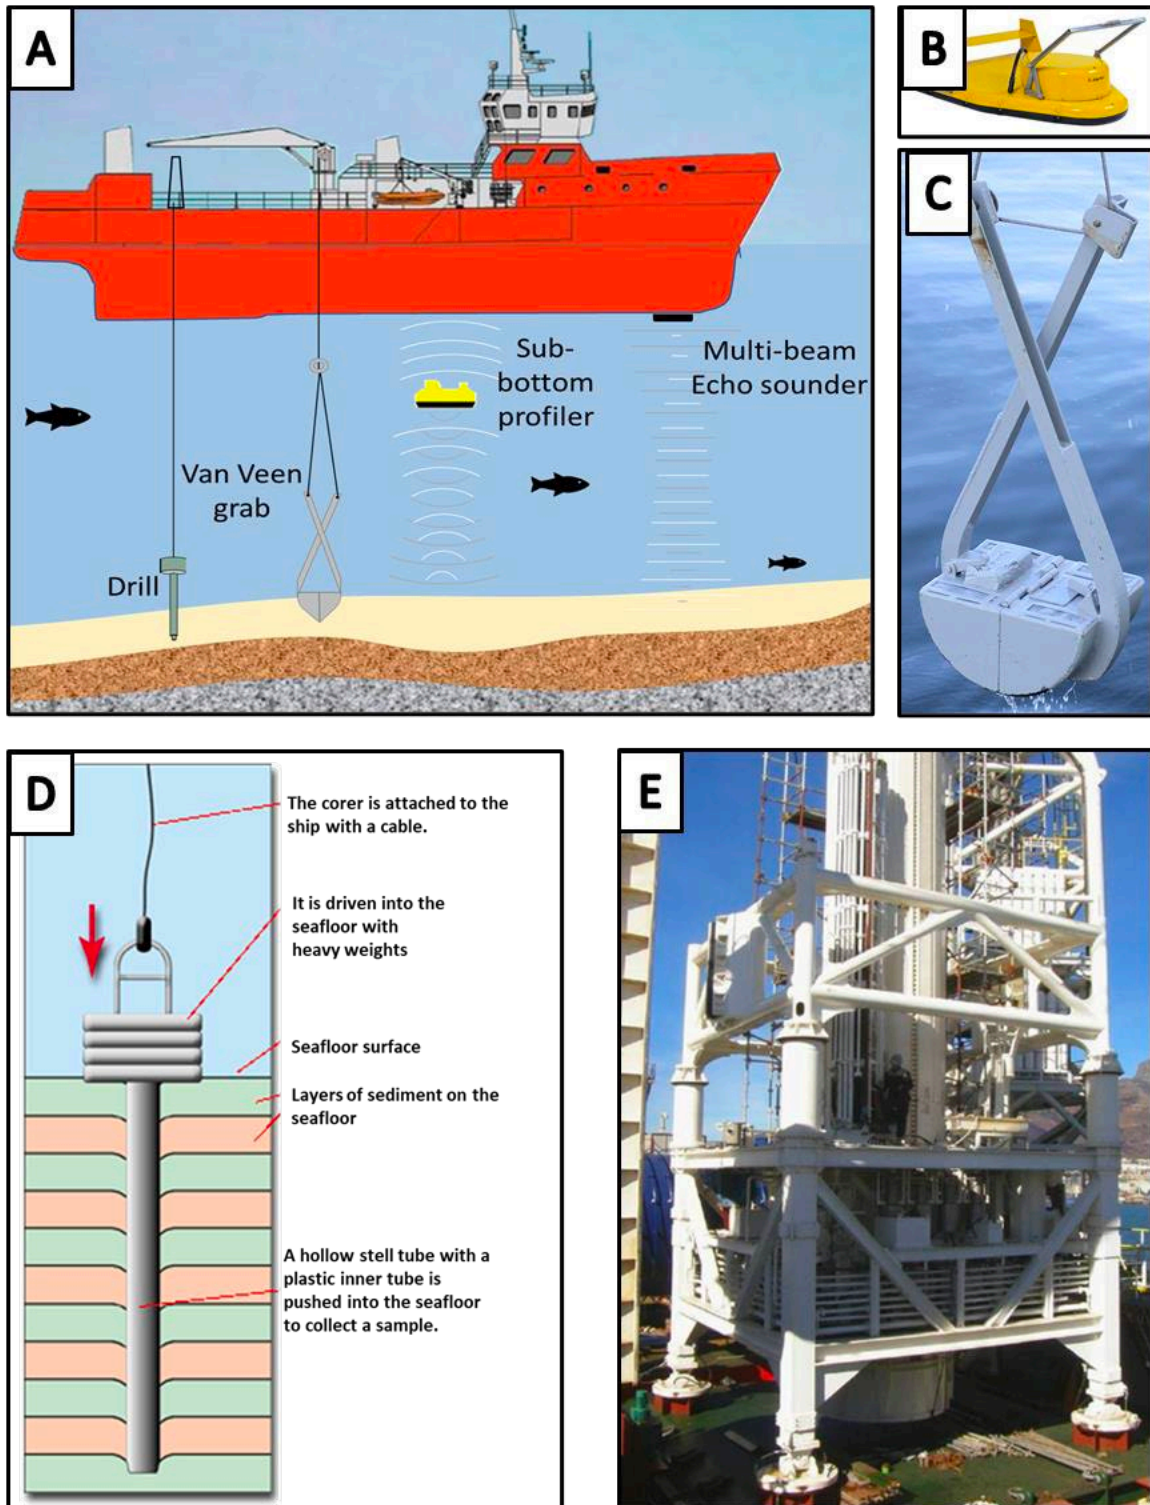 A
Sub-
bottom
profiler
Multi-beam
Echo sounder
Van Veen
grab
Drill
B
C
D
The corer is attached to the
ship with a cable.
It is driven into the
seafloor with
heavy weights
Seafloor surface
Layers of sediment on the
seafloor
A hollow stell tube with a
plastic inner tube is
pushed into the seafloor
to collect a sample.
E